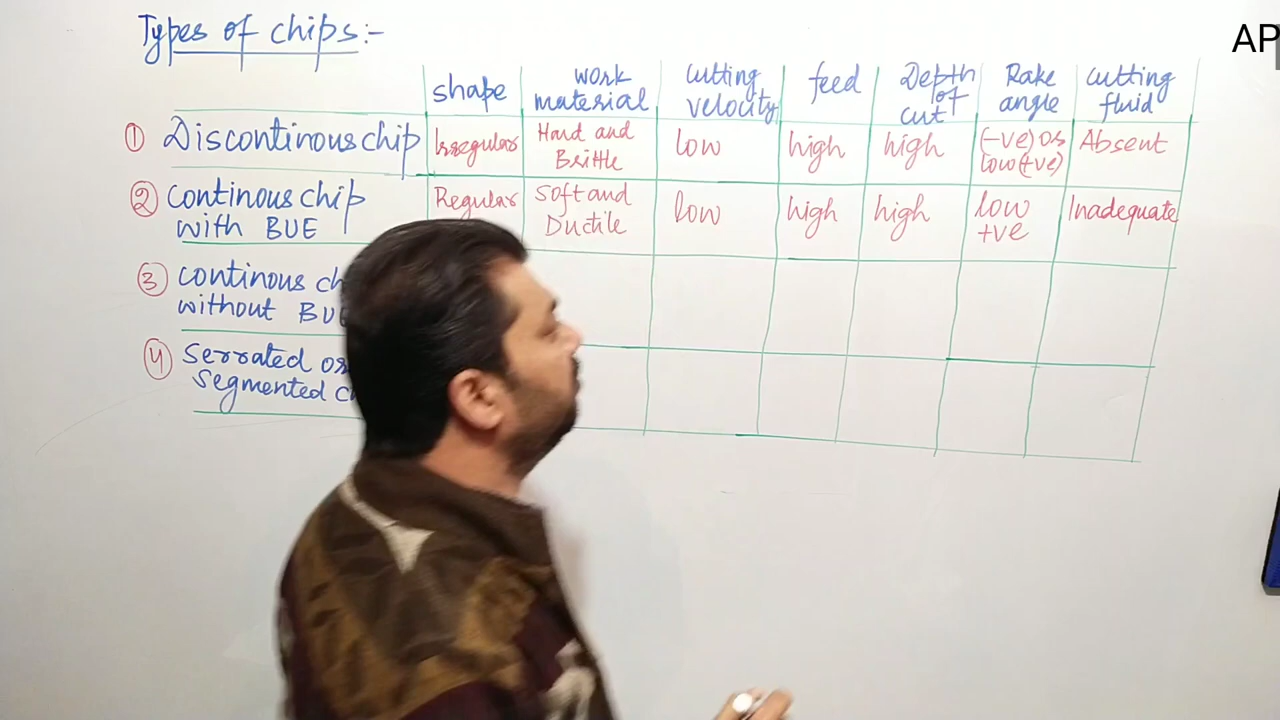 Types of chips:-
AP
shape
work material
cutting velocity
feed
Depth of cut
Rake angle
cutting fluid
① Discontinous chip
Irregular
Hard and Brittle
low
high
high
(-ve) or low (+ve)
Absent
② continous chip with BUE
Regular
Soft and Ductile
low
high
high
low +ve
Inadequate
③ continous
without
④ Serrated or
Segmented